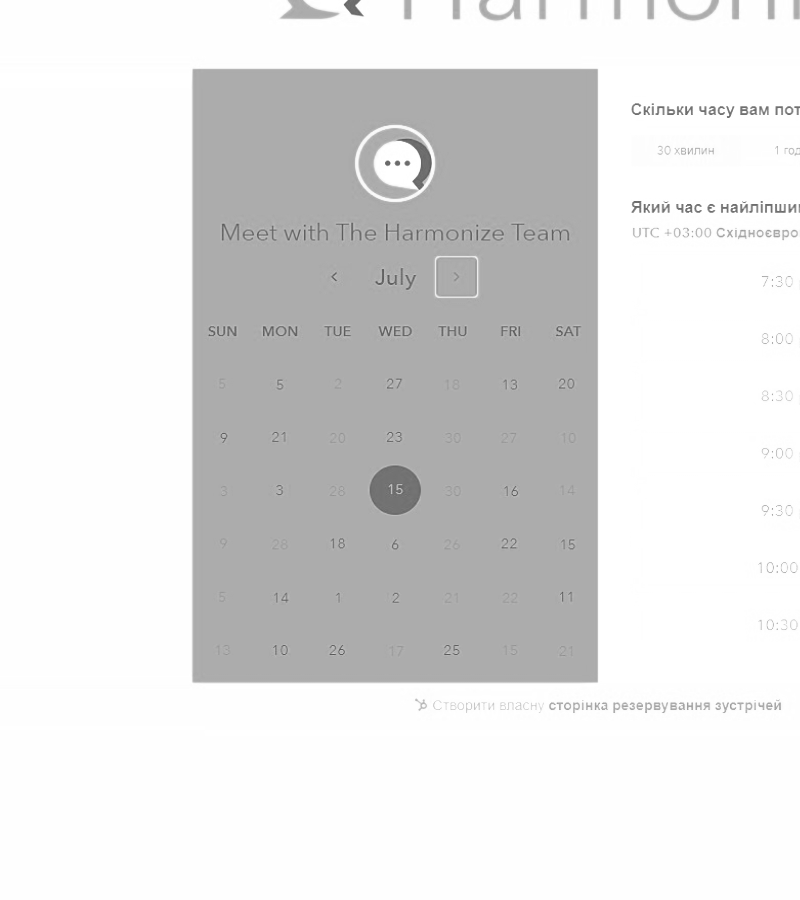 Harmoni
Meet with The Harmonize Team
July
SUN MON TUE WED THU FRI SAT
5 5 2 27 18 13 20
9 21 20 23 30 27 10
3 3 28 15 30 16 14
9 28 18 6 26 22 15
5 14 1 2 21 22 11
13 10 26 17 25 15 21
Скільки часу вам пот
30 хвилин 1 год
Який час є найліпши
UTC +03:00 Східноєвро
7:30
8:00
8:30
9:00
9:30
10:00
10:30
Створити власну сторінка резервування зустрічей